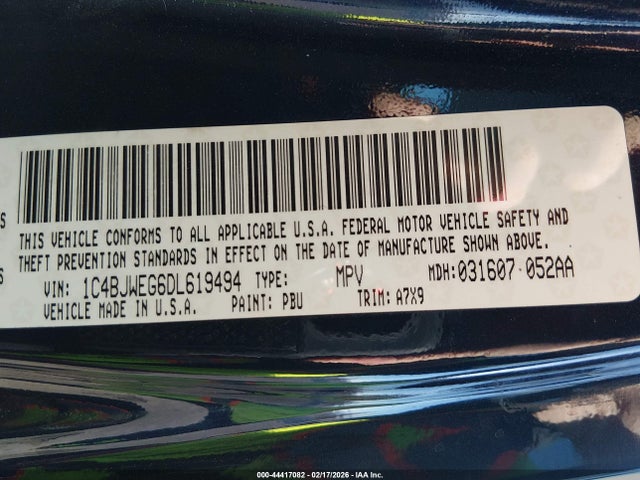 S
THIS VEHICLE CONFORMS TO ALL APPLICABLE U.S.A. FEDERAL MOTOR VEHICLE SAFETY AND
THEFT PREVENTION STANDARDS IN EFFECT ON THE DATE OF MANUFACTURE SHOWN ABOVE.
S
VIN: 1C4BJWEG6DL619494 TYPE: MPV MDH:031607 052AA
VEHICLE MADE IN U.S.A. PAINT: PBU TRIM: A7X9
000-44417082 - 02/17/2026 - IAA Inc.